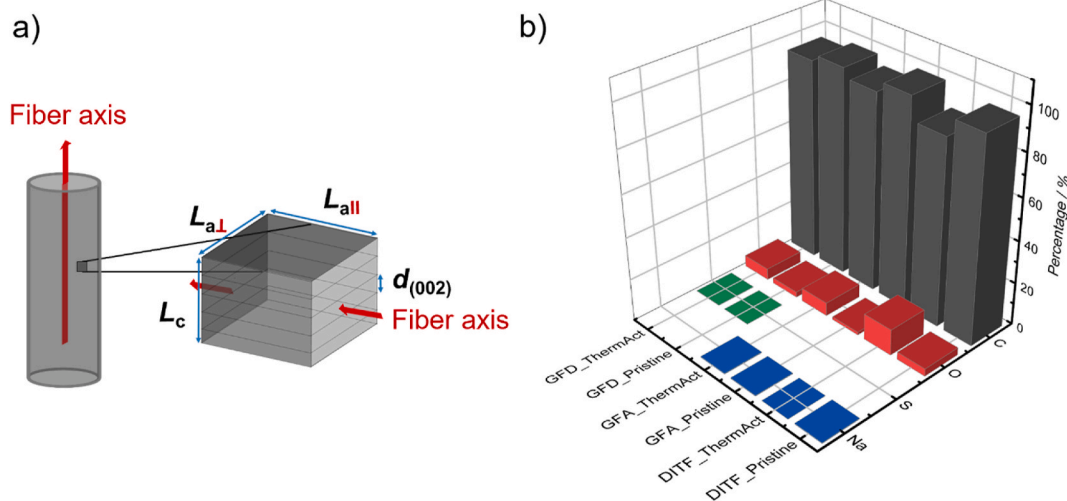 a)
Fiber axis
La⊥
La||
Lc
d(002)
Fiber axis
b)
100
80
60
40
20
0
Percentage / %
C
O
S
Na
GFD_ThermAct
GFD_Pristine
GFA_ThermAct
GFA_Pristine
DITF_ThermAct
DITF_Pristine